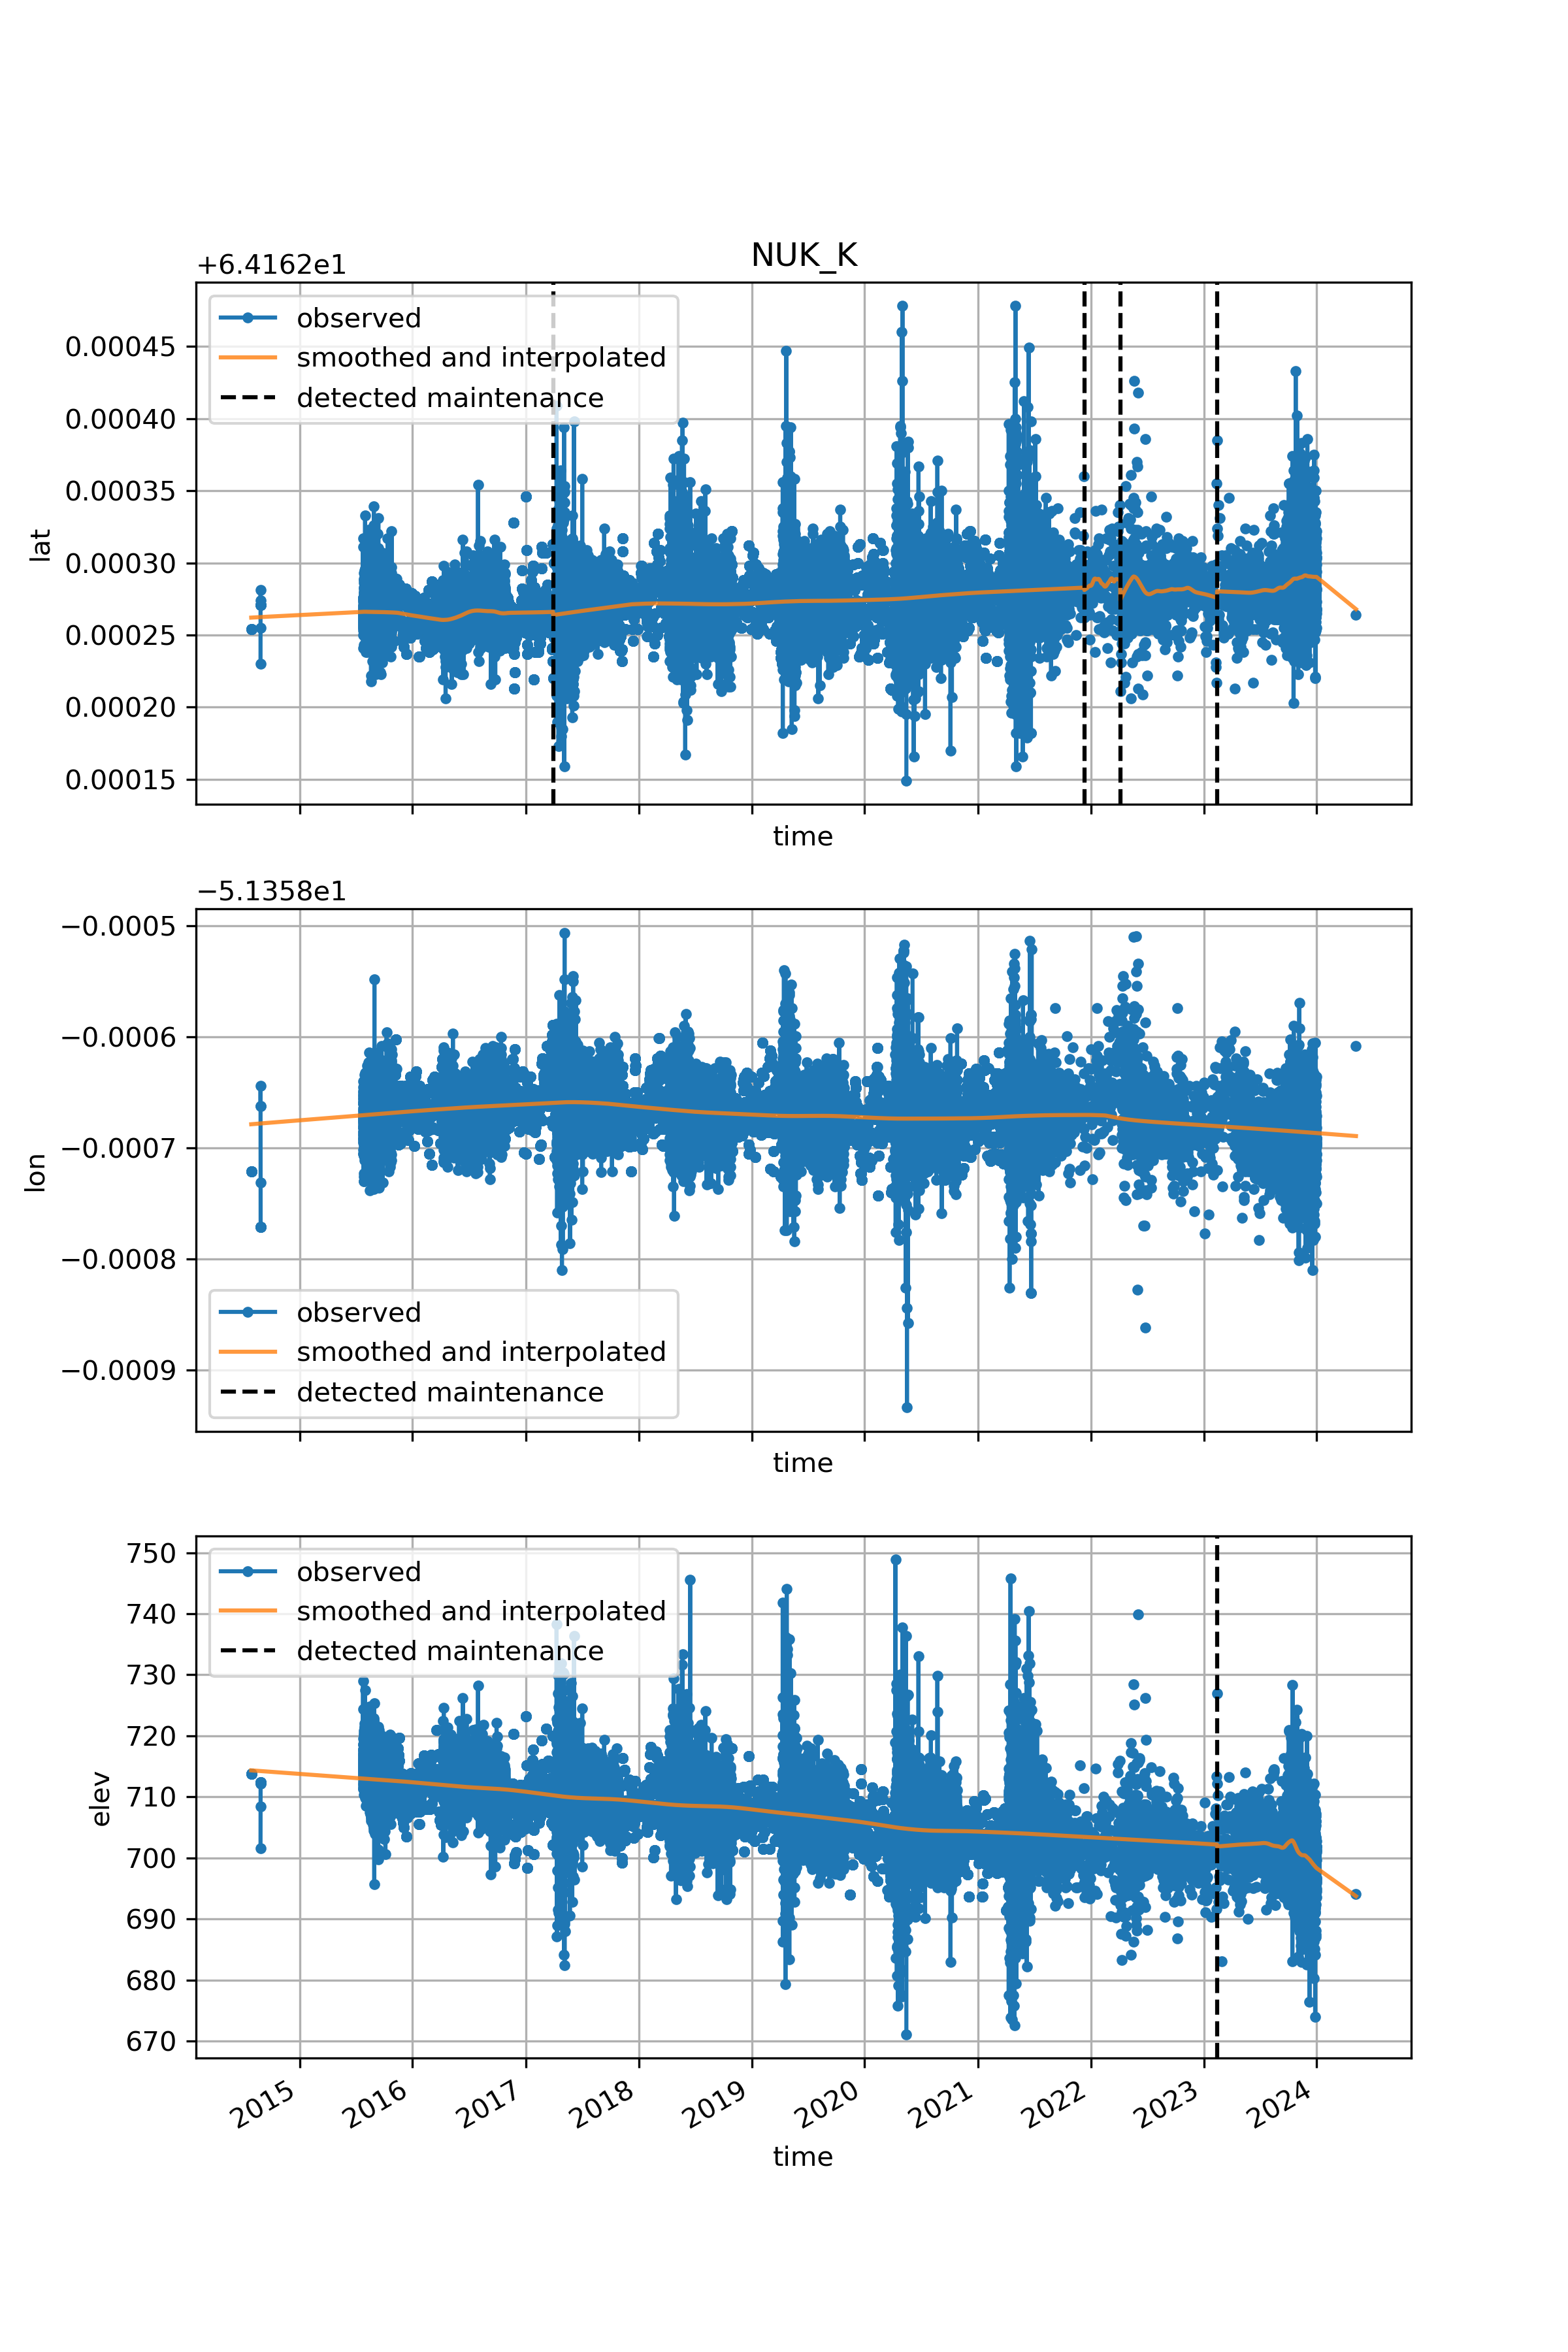 NUK_K
+6.4162e1
observed
smoothed and interpolated
detected maintenance
0.00045
0.00040
0.00035
0.00030
0.00025
0.00020
0.00015
lat
time
−5.1358e1
−0.0005
−0.0006
−0.0007
−0.0008
−0.0009
lon
observed
smoothed and interpolated
detected maintenance
time
750
740
730
720
710
700
690
680
670
elev
observed
smoothed and interpolated
detected maintenance
2015 2016 2017 2018 2019 2020 2021 2022 2023 2024
time